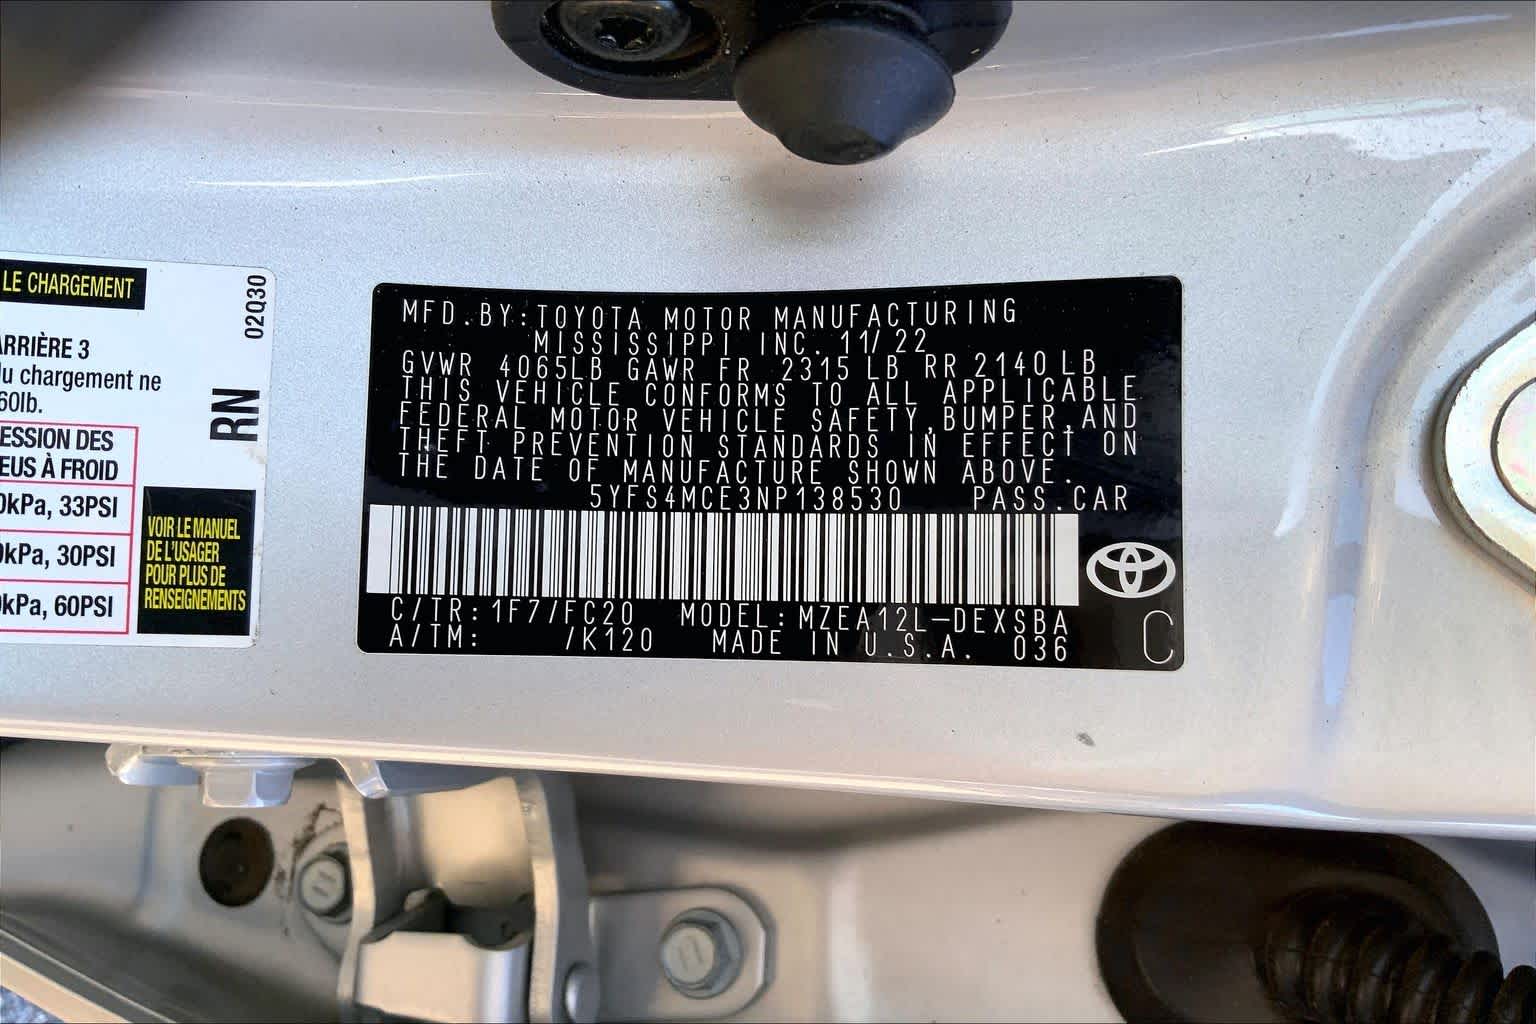 LE CHARGEMENT
02Q30
ARRIÈRE 3
du chargement ne
60lb.
RN
ESSION DES
EUS À FROID
0kPa, 33PSI
0kPa, 30PSI
0kPa, 60PSI
VOIR LE MANUEL
DE L'USAGER
POUR PLUS DE
RENSEIGNEMENTS
MFD.BY:TOYOTA MOTOR MANUFACTURING
MISSISSIPPI INC. 11/22
GVWR 4065LB GAWR FR 2315 LB RR 2140 LB
THIS VEHICLE CONFORMS TO ALL APPLICABLE
FEDERAL MOTOR VEHICLE SAFETY,BUMPER,AND
THEFT PREVENTION STANDARDS IN EFFECT ON
THE DATE OF MANUFACTURE SHOWN ABOVE.
5YFS4MCE3NP138530 PASS.CAR
C/TR:1F7/FC20 MODEL:MZEA12L-DEXSBA
A/TM: /K120 MADE IN U.S.A. 036
C